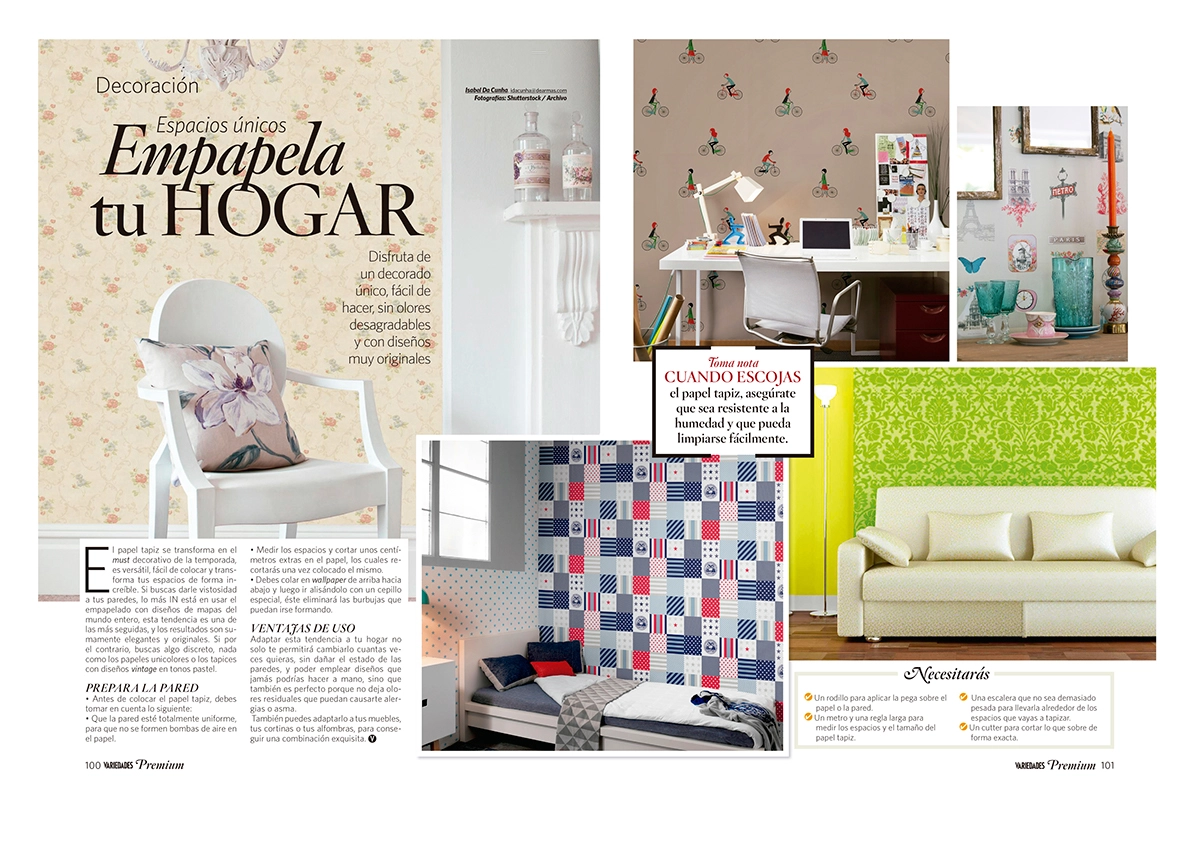 Decoración
Espacios únicos
Empapela
tu HOGAR
Disfruta de
un decorado
único, fácil de
hacer, sin olores
desagradables
y con diseños
muy originales
Isabel Da Cunha idacunha@dearmas.com
Fotografías: Shutterstock / Archivo
El papel tapiz se transforma en el
must decorativo de la temporada,
es versátil, fácil de colocar y trans-
forma tus espacios de forma in-
creíble. Si buscas darle vistosidad
a tus paredes, lo más IN está en usar el
empapelado con diseños de mapas del
mundo entero, esta tendencia es una de
las más seguidas, y los resultados son su-
mamente elegantes y originales. Si por
el contrario, buscas algo discreto, nada
como los papeles unicolores o los tapices
con diseños vintage en tonos pastel.
PREPARA LA PARED
• Antes de colocar el papel tapiz, debes
tomar en cuenta lo siguiente:
• Que la pared esté totalmente uniforme,
para que no se formen bombas de aire en
el papel.
• Medir los espacios y cortar unos centí-
metros extras en el papel, los cuales re-
cortarás una vez colocado el mismo.
• Debes colar en wallpaper de arriba hacia
abajo y luego ir alisándolo con un cepillo
especial, éste eliminará las burbujas que
puedan irse formando.
VENTAJAS DE USO
Adaptar esta tendencia a tu hogar no
solo te permitirá cambiarlo cuantas ve-
ces quieras, sin dañar el estado de las
paredes, y poder emplear diseños que
jamás podrías hacer a mano, sino que
también es perfecto porque no deja olo-
res residuales que puedan causarte aler-
gias o asma.
También puedes adaptarlo a tus muebles,
tus cortinas o tus alfombras, para conse-
guir una combinación exquisita. V
100 VARIEDADES Premium
METRO
PARIS
Toma nota
CUANDO ESCOJAS
el papel tapiz, asegúrate
que sea resistente a la
humedad y que pueda
limpiarse fácilmente.
Necesitarás
Un rodillo para aplicar la pega sobre el
papel o la pared.
Un metro y una regla larga para
medir los espacios y el tamaño del
papel tapiz.
Una escalera que no sea demasiado
pesada para llevarla alrededor de los
espacios que vayas a tapizar.
Un cutter para cortar lo que sobre de
forma exacta.
VARIEDADES Premium 101